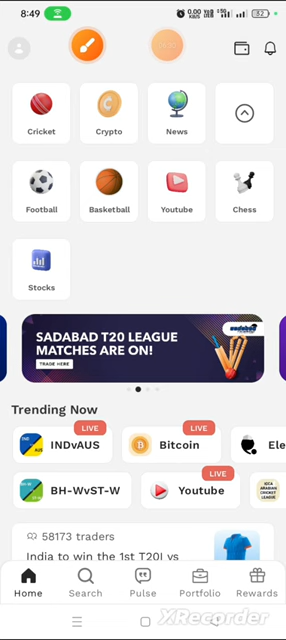 8:49
Cricket
Crypto
News
Football
Basketball
Youtube
Chess
Stocks
SADABAD T20 LEAGUE
MATCHES ARE ON!
TRADE HERE
sadabad
Trending Now
LIVE
LIVE
INDvAUS
Bitcoin
Ele
LIVE
BH-WvST-W
Youtube
58173 traders
India to win the 1st T20I vs
Home
Search
Pulse
Portfolio
Rewards
XRecorder